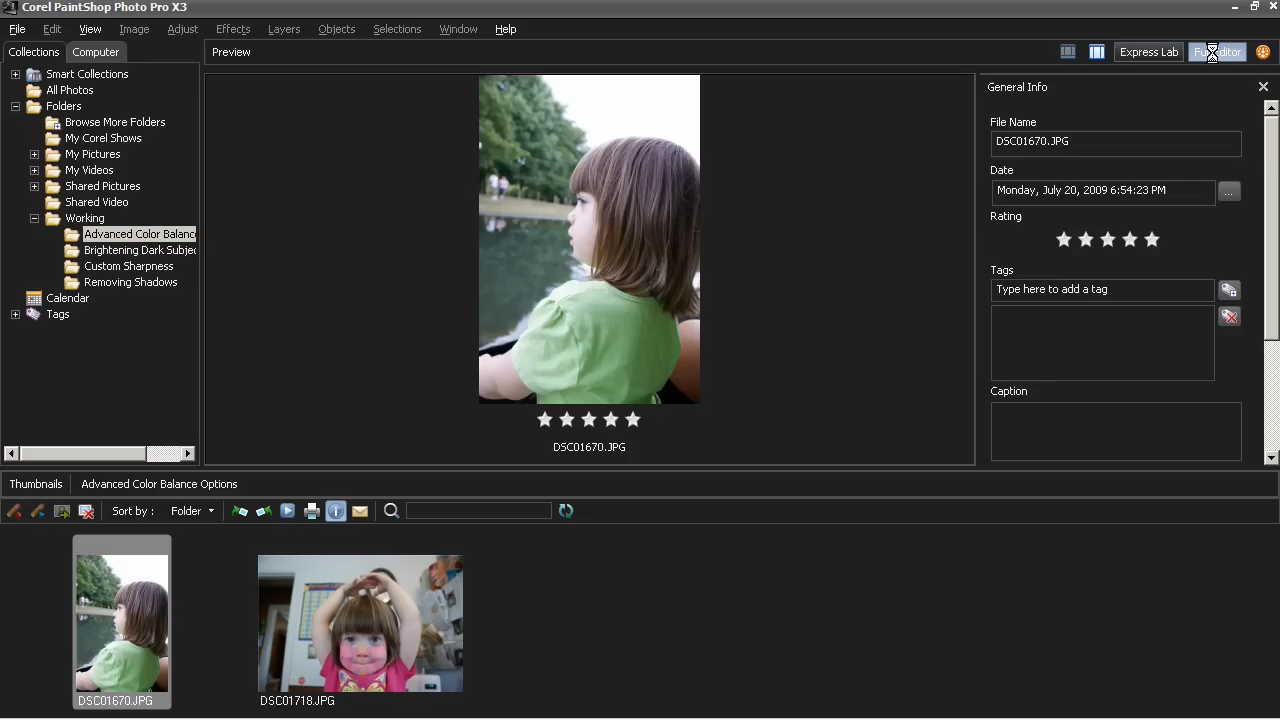 Corel PaintShop Photo Pro X3
File Edit View Image Adjust Effects Layers Objects Selections Window Help
Collections Computer
Preview
Express Lab
Smart Collections
All Photos
Folders
Browse More Folders
My Corel Shows
My Pictures
My Videos
Shared Pictures
Shared Video
Working
Advanced Color Balanc
Brightening Dark Subjec
Custom Sharpness
Removing Shadows
Calendar
Tags
DSC01670.JPG
General Info
File Name
DSC01670.JPG
Date
Monday, July 20, 2009 6:54:23 PM
...
Rating
Tags
Type here to add a tag
Caption
Thumbnails
Advanced Color Balance Options
Sort by : Folder
DSC01670.JPG
DSC01718.JPG